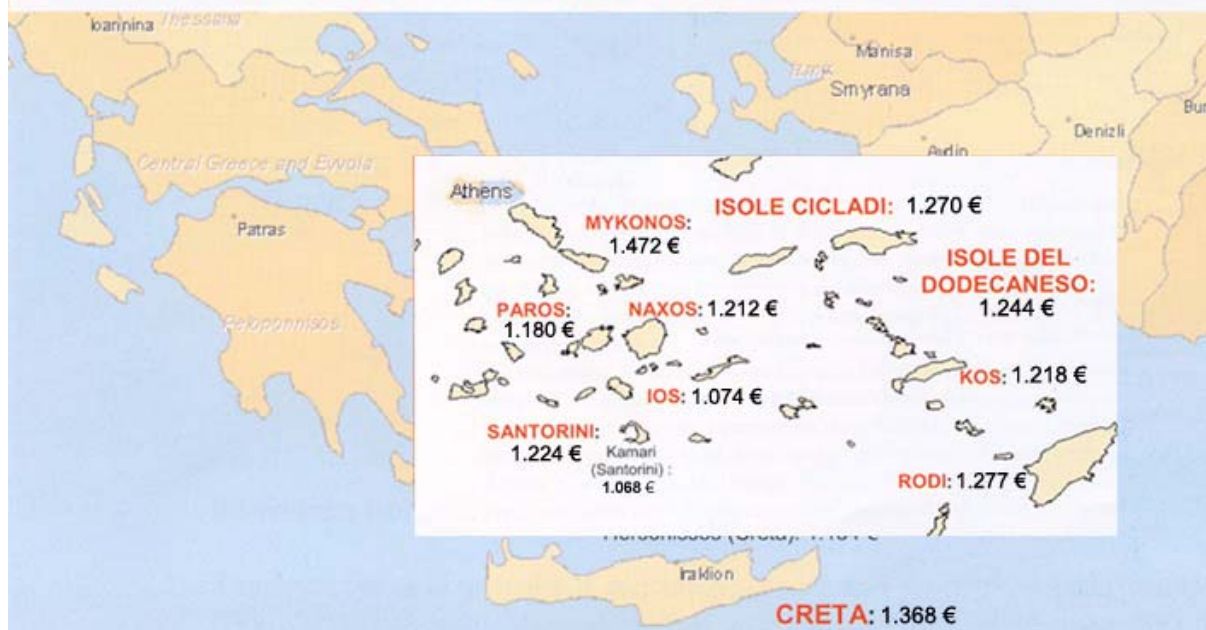 Ioannina
Thessalia
Manisa
Smyrana
Denizli
Central Greece and Evvoia
Aydin
Athens
ISOLE CICLADI: 1.270 €
MYKONOS:
1.472 €
Patras
ISOLE DEL
DODECANESO:
1.244 €
PAROS:
1.180 €
NAXOS: 1.212 €
Peloponnisos
KOS: 1.218 €
IOS: 1.074 €
SANTORINI:
1.224 €
Kamari
(Santorini) :
1.068 €
RODI: 1.277 €
(Creta):
Iraklion
CRETA: 1.368 €